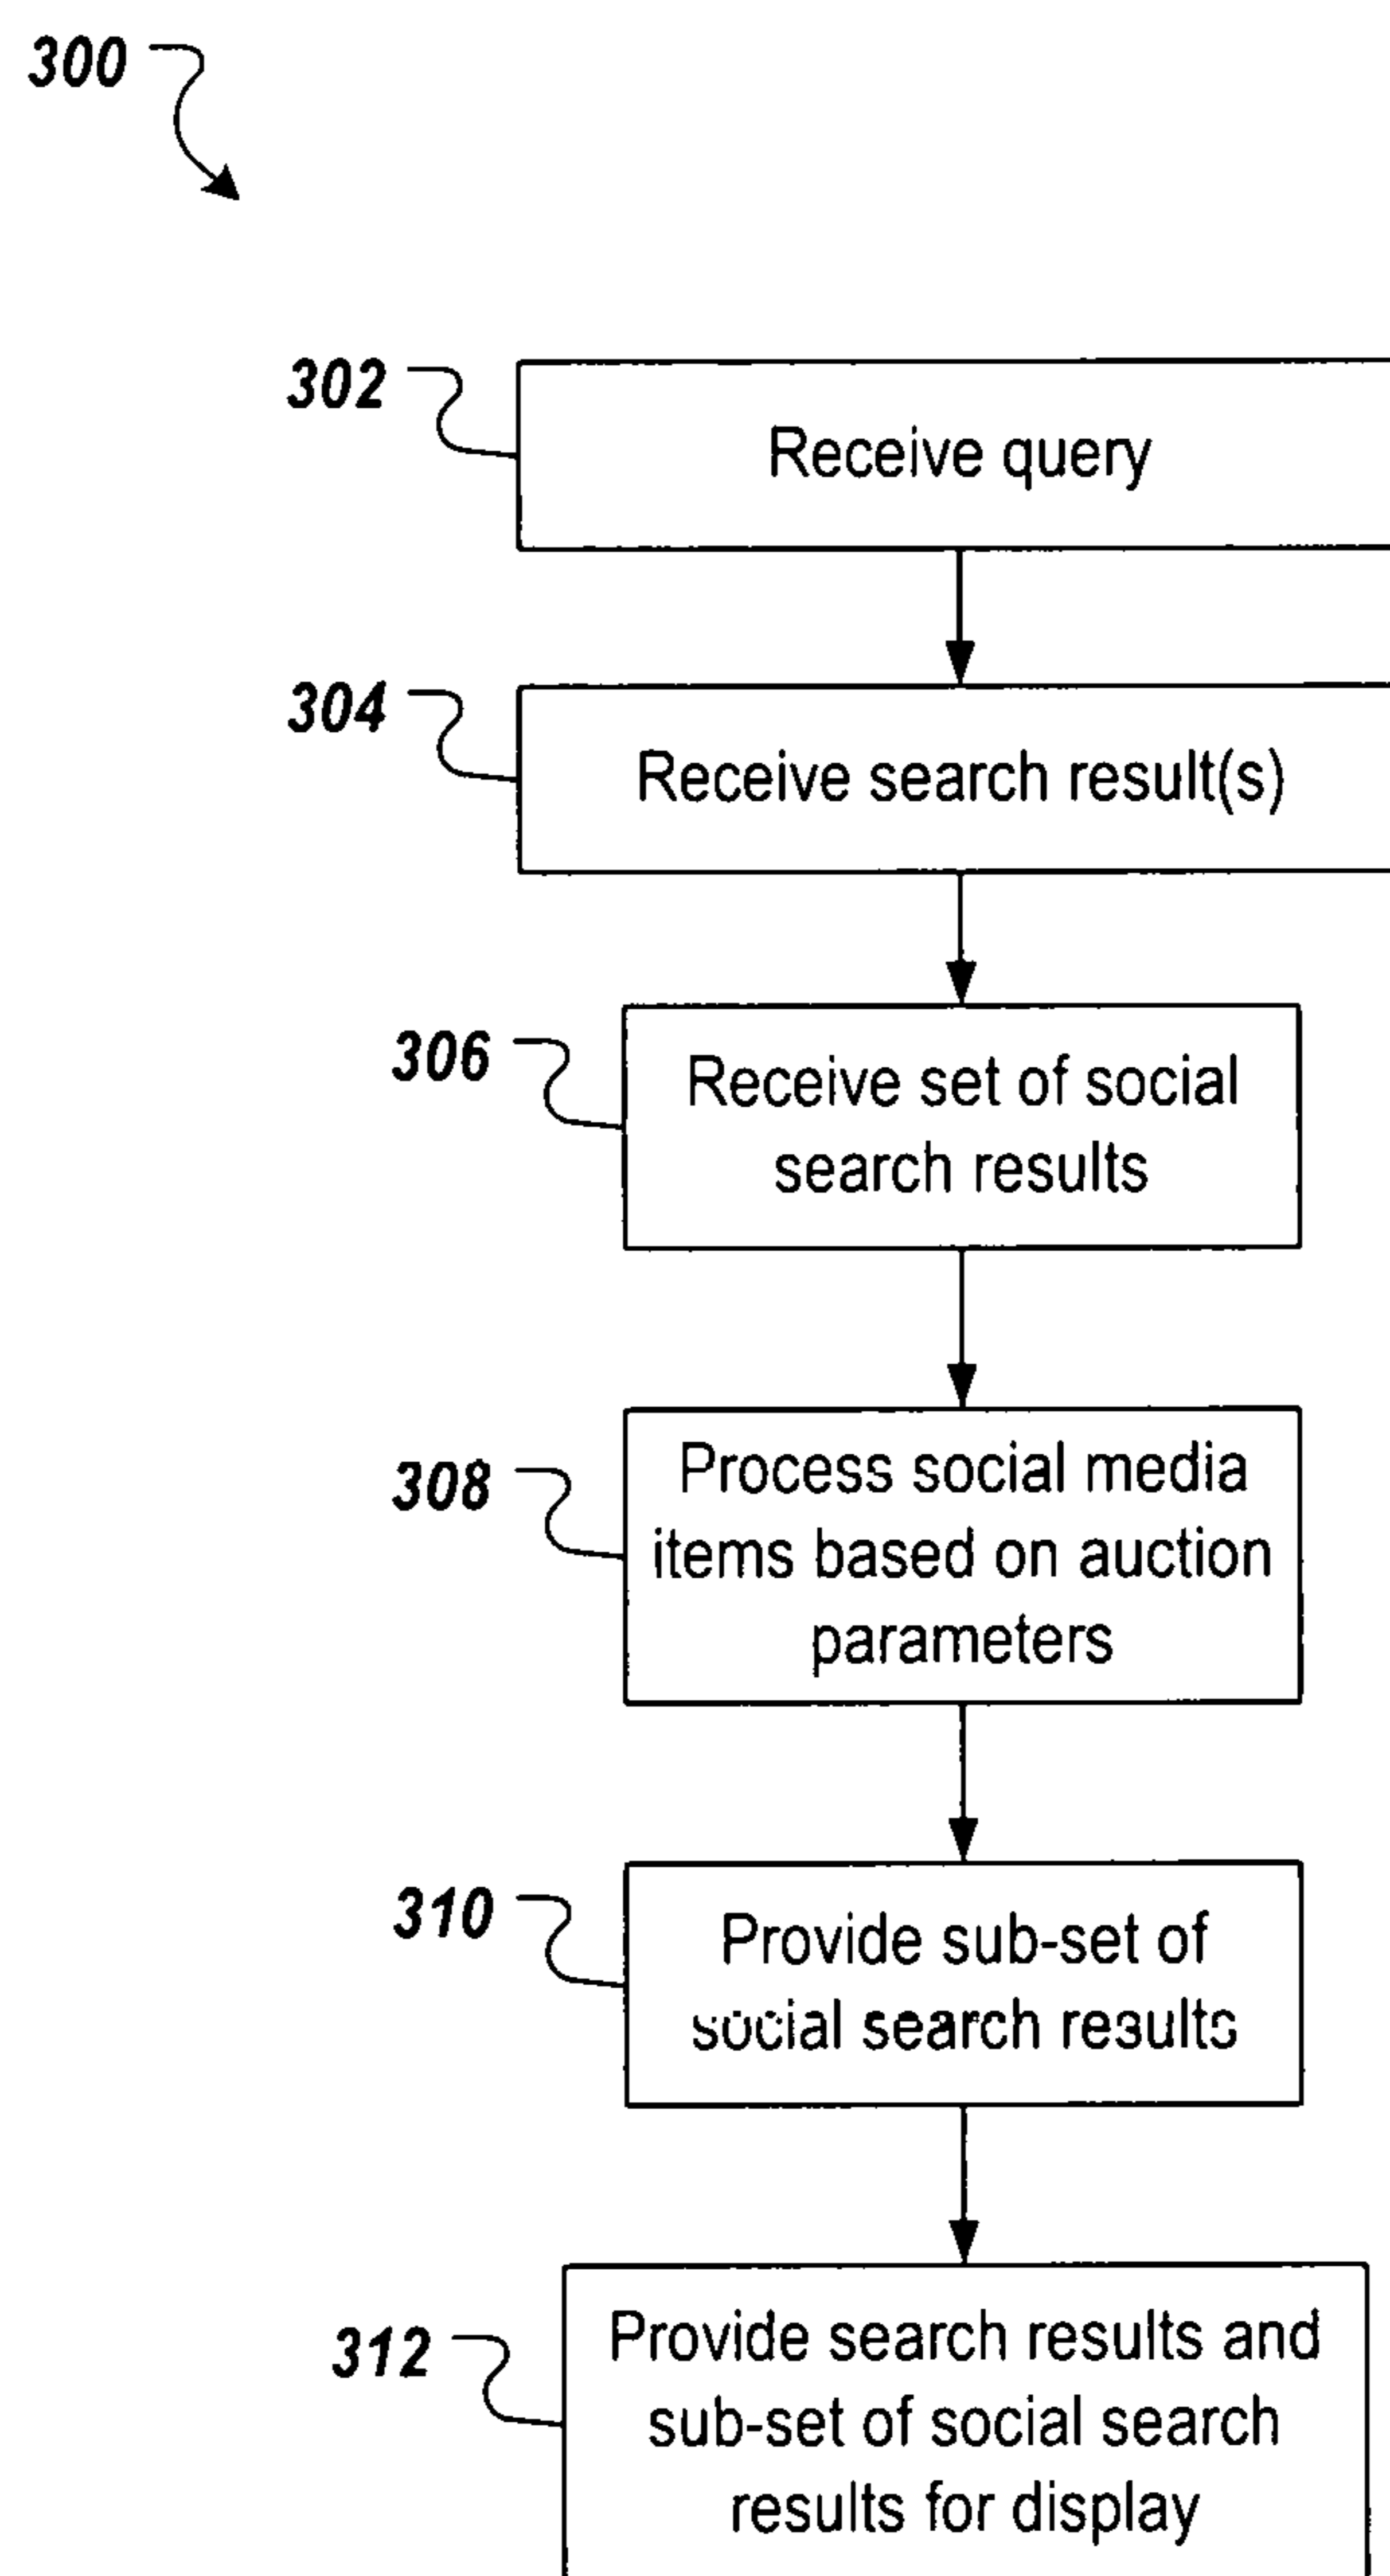 300
302
Receive query
304
Receive search result(s)
306
Receive set of social
search results
308
Process social media
items based on auction
parameters
310
Provide sub-set of
social search results
312
Provide search results and
sub-set of social search
results for display